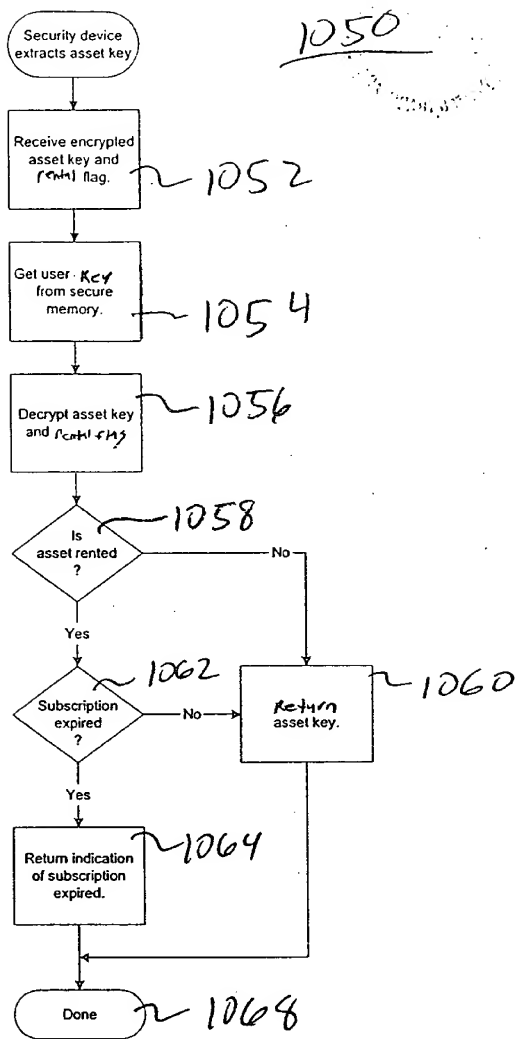 Security device
extracts asset key
1050
Receive encrypted
asset key and
rental flag.
1052
Get user key
from secure
memory.
1054
Decrypt asset key
and rental flag
1056
Is
asset rented
?
1058
No
Yes
Subscription
expired
?
1062
No
Return
asset key.
1060
Yes
Return indication
of subscription
expired.
1064
Done
1068